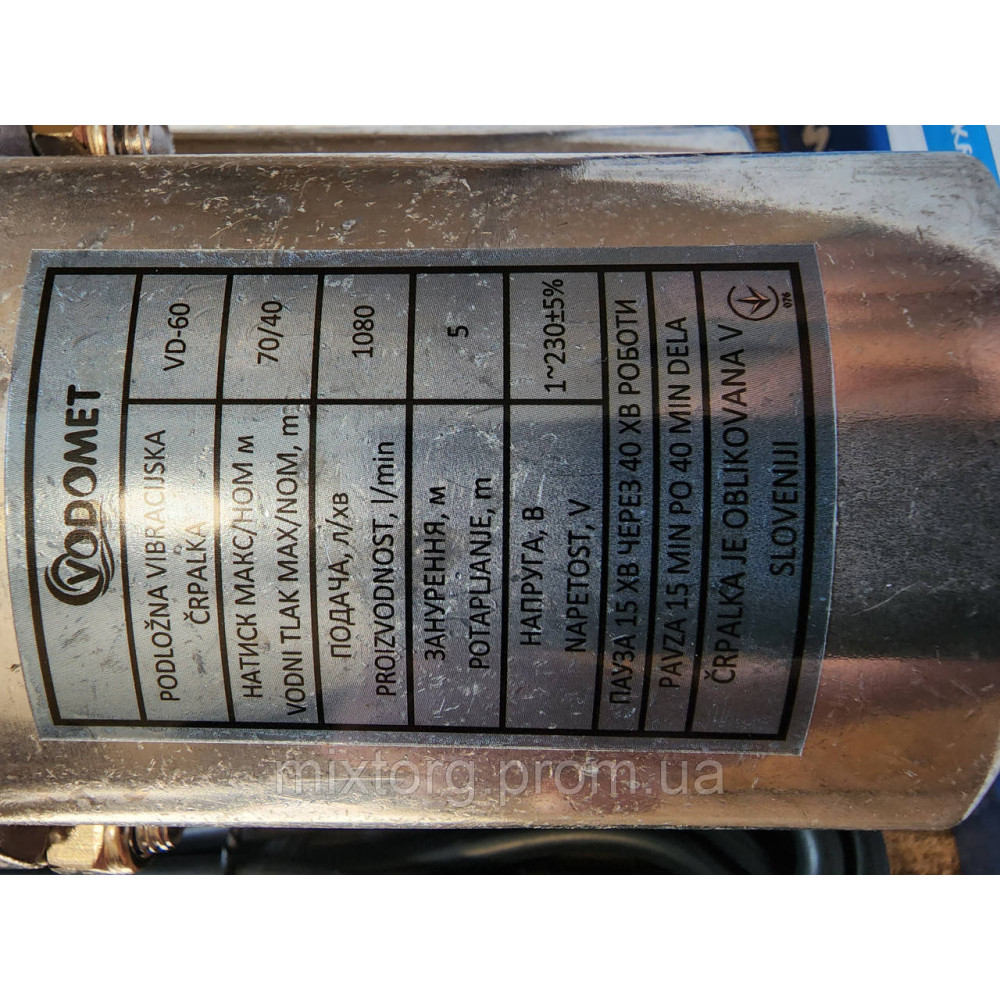 VODOMET
PODLOŽNA VIBRACIJSKA
ČRPALKA
VD-60
НАТИСК МАКС/НОМ м
VODNI TLAK MAX/NOM, m
70/40
ПОДАЧА, л/хв
PROIZVODNOST, l/min
1080
ЗАНУРЕННЯ, м
POTAPLJANJE, m
5
НАПРУГА, В
NAPETOST, V
1~230±5%
ПАУЗА 15 ХВ ЧЕРЕЗ 40 ХВ РОБОТИ
PAVZA 15 MIN PO 40 MIN DELA
ČRPALKA JE OBLIKOVANA V
SLOVENIJI
076
mixtorg.prom.ua